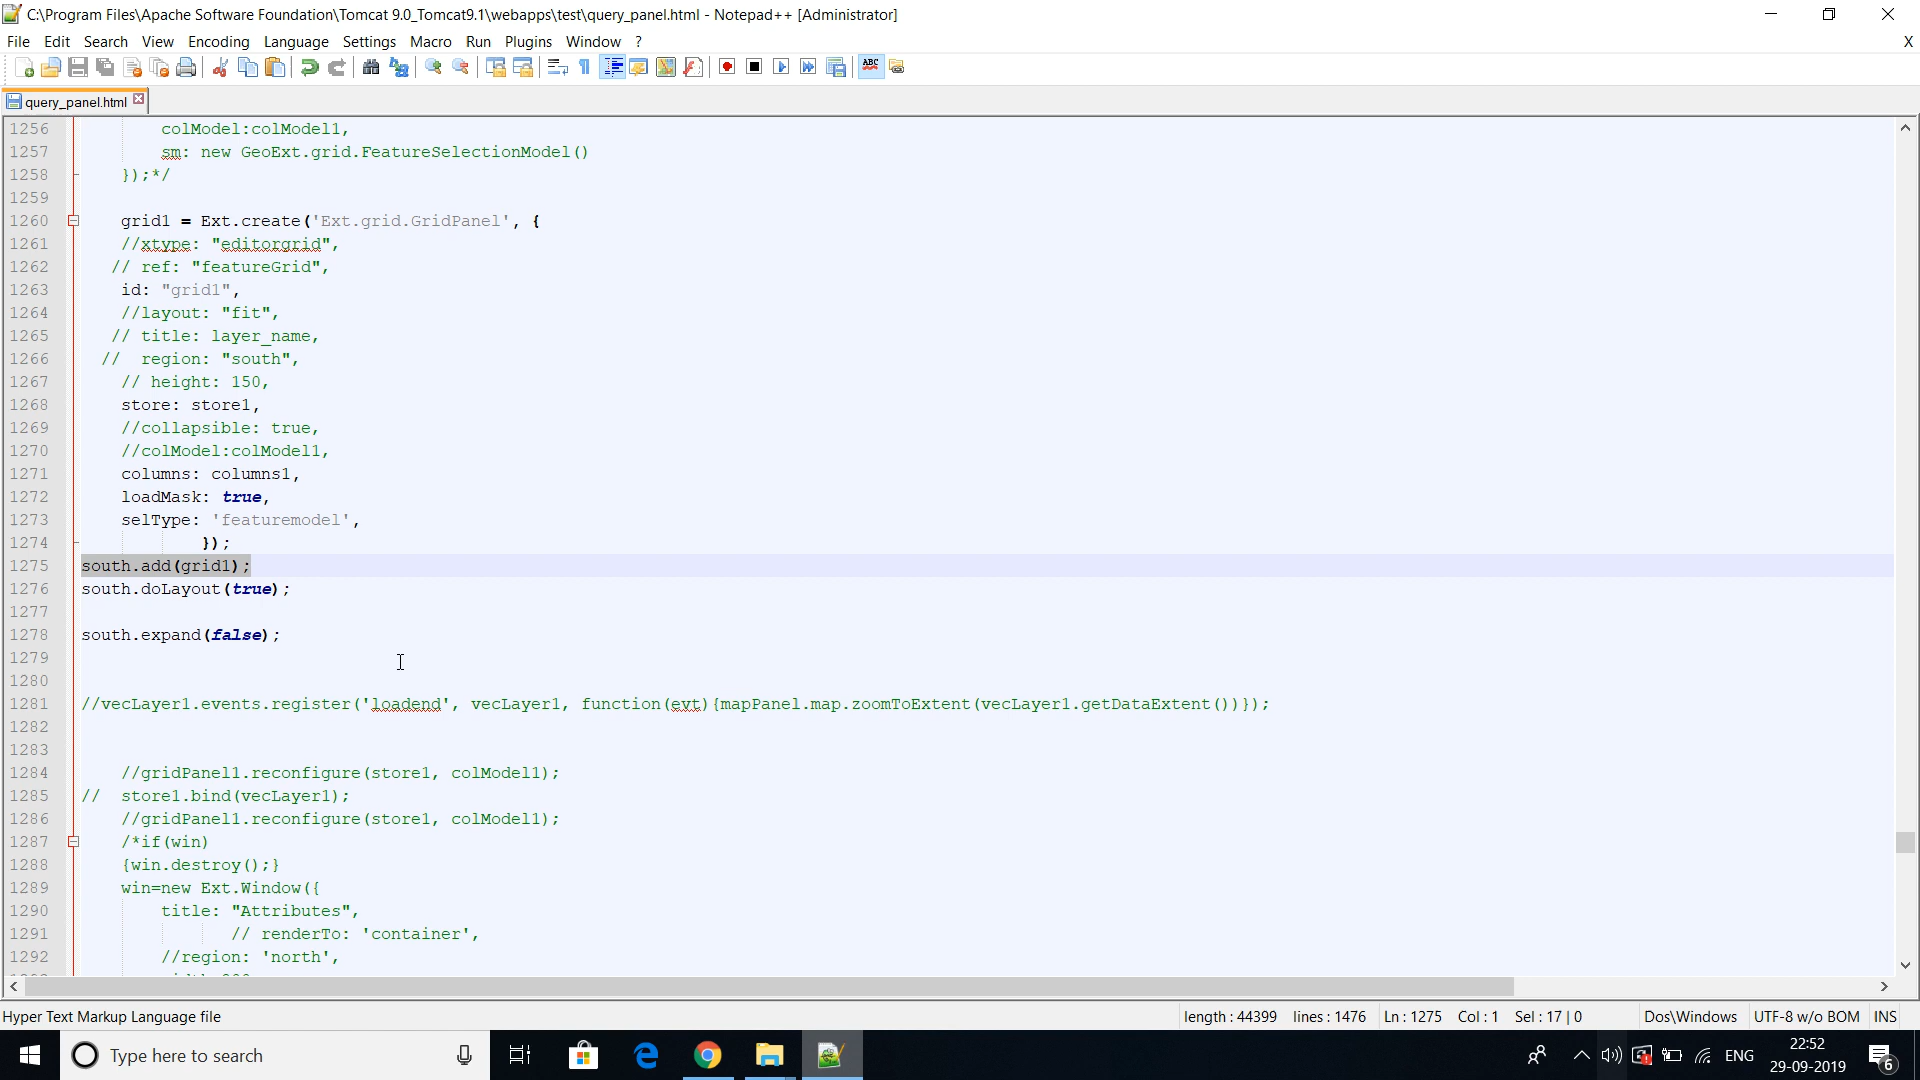 C:\Program Files\Apache Software Foundation\Tomcat 9.0_Tomcat9.1\webapps\test\query_panel.html - Notepad++ [Administrator]
File Edit Search View Encoding Language Settings Macro Run Plugins Window ? X
ABC
query_panel.html
1256 colModel:colModel1,
1257 sm: new GeoExt.grid.FeatureSelectionModel()
1258 });*/
1259
1260 grid1 = Ext.create('Ext.grid.GridPanel', {
1261 //xtype: "editorgrid",
1262 // ref: "featureGrid",
1263 id: "grid1",
1264 //layout: "fit",
1265 // title: layer_name,
1266 // region: "south",
1267 // height: 150,
1268 store: store1,
1269 //collapsible: true,
1270 //colModel:colModel1,
1271 columns: columns1,
1272 loadMask: true,
1273 selType: 'featuremodel',
1274 });
1275 south.add(grid1);
1276 south.doLayout(true);
1277
1278 south.expand(false);
1279
1280
1281 //vecLayer1.events.register('loadend', vecLayer1, function(evt){mapPanel.map.zoomToExtent(vecLayer1.getDataExtent())});
1282
1283
1284 //gridPanel1.reconfigure(store1, colModel1);
1285 // store1.bind(vecLayer1);
1286 //gridPanel1.reconfigure(store1, colModel1);
1287 /*if(win)
1288 {win.destroy();}
1289 win=new Ext.Window({
1290 title: "Attributes",
1291 // renderTo: 'container',
1292 //region: 'north',
Hyper Text Markup Language file length : 44399 lines : 1476 Ln : 1275 Col : 1 Sel : 17 | 0 Dos\Windows UTF-8 w/o BOM INS
Type here to search
ENG
22:52
29-09-2019
6